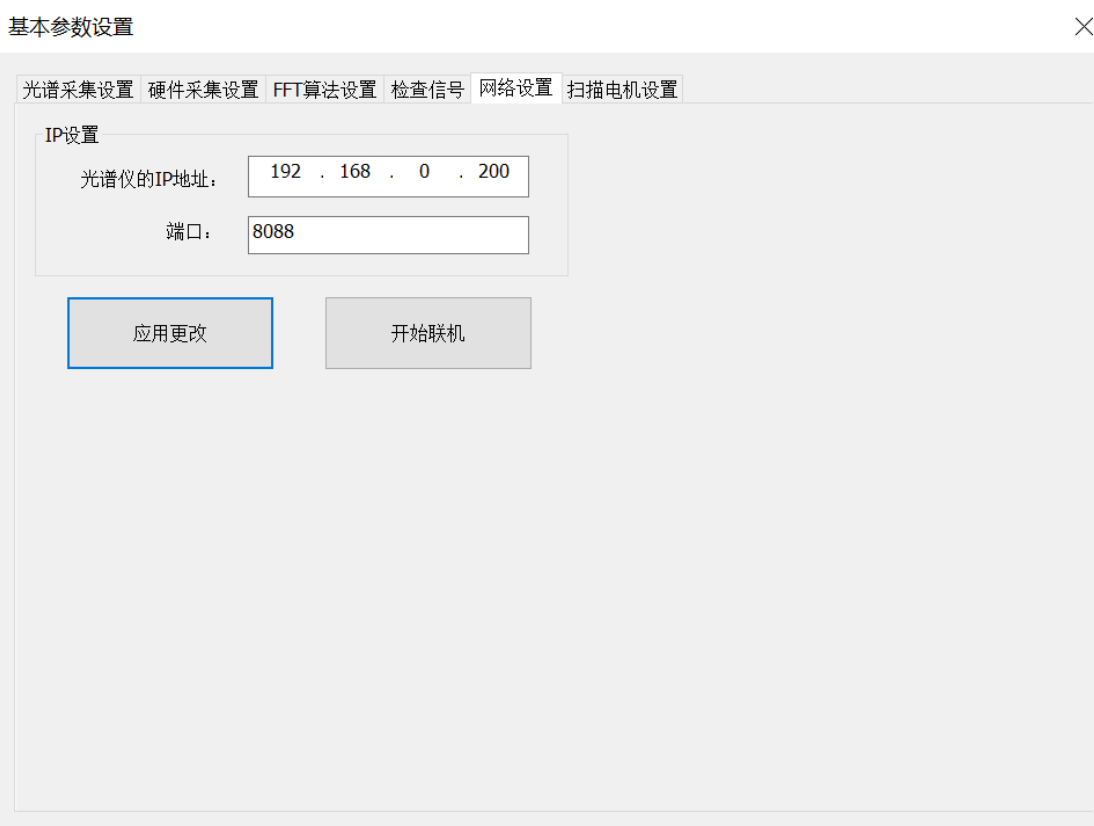 基本参数设置
光谱采集设置 硬件采集设置 FFT算法设置 检查信号 网络设置 扫描电机设置
IP设置
光谱仪的IP地址： 192 . 168 . 0 . 200
端口： 8088
应用更改 开始联机